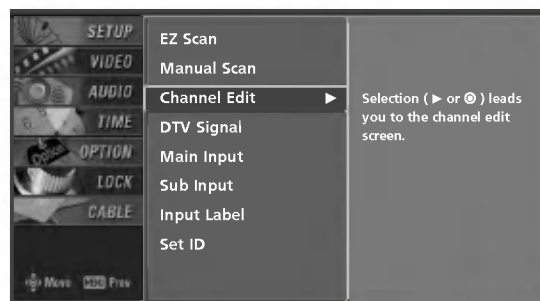 SETUP
VIDEO
AUDIO
TIME
OPTION
LOCK
CABLE
Move MENU Prev
EZ Scan
Manual Scan
Channel Edit ▶
DTV Signal
Main Input
Sub Input
Input Label
Set ID
Selection ( ▶ or ◉ ) leads
you to the channel edit
screen.